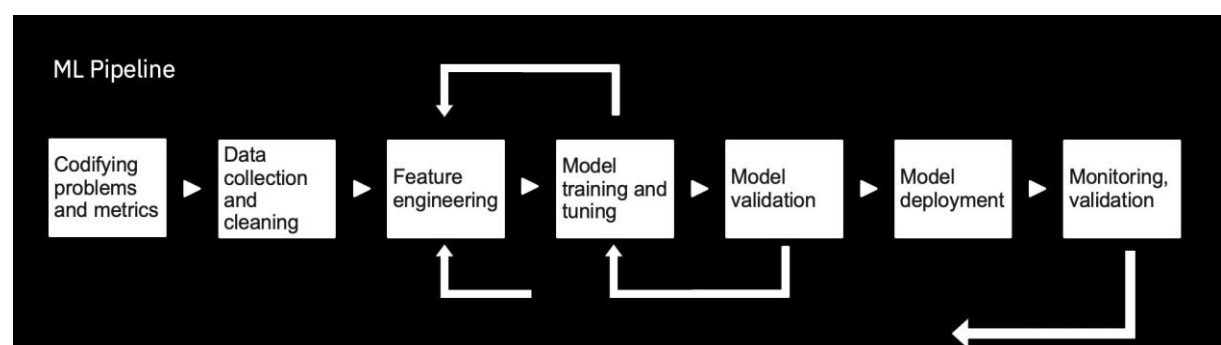 ML Pipeline
Codifying
problems
and metrics
Data
collection
and
cleaning
Feature
engineering
Model
training and
tuning
Model
validation
Model
deployment
Monitoring,
validation